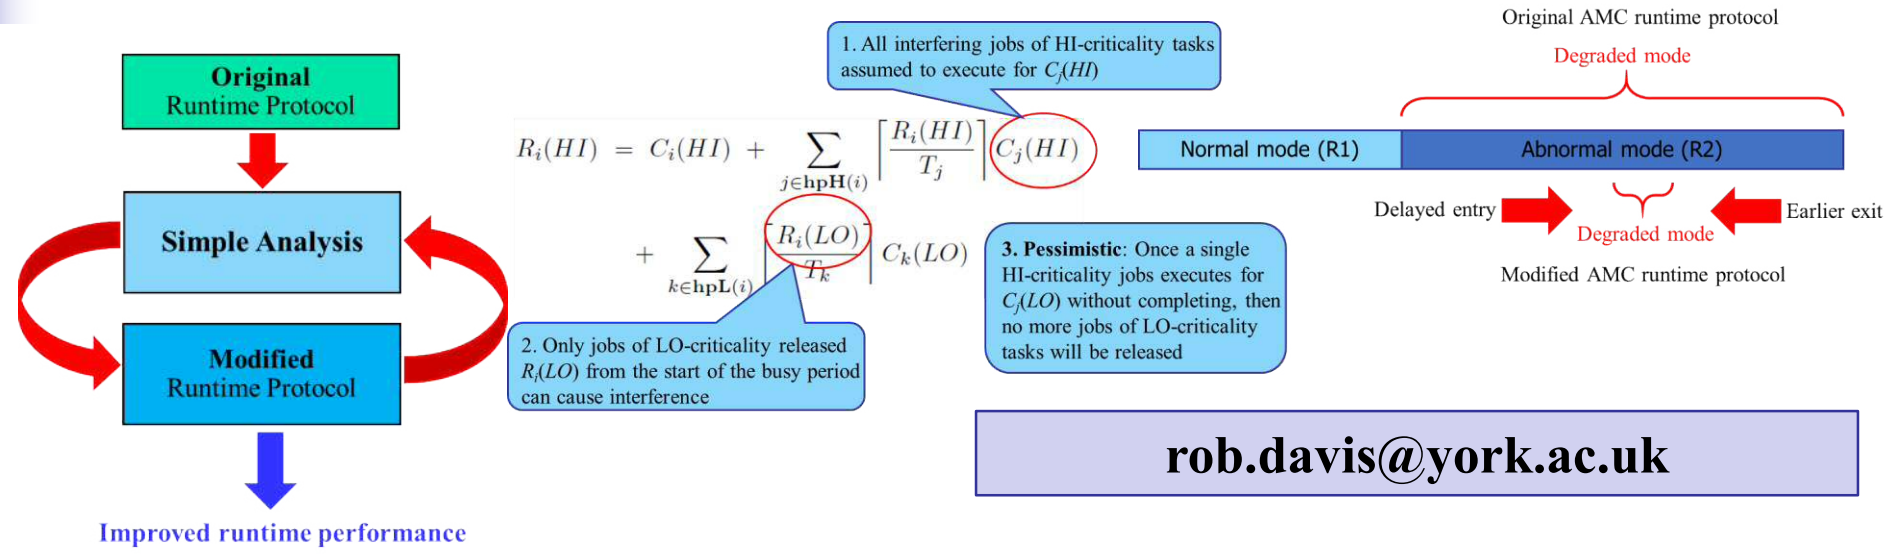 Original
Runtime Protocol
Simple Analysis
Modified
Runtime Protocol
Improved runtime performance
1. All interfering jobs of HI-criticality tasks
assumed to execute for Cj(HI)
Ri(HI) = Ci(HI) + ∑j∈hpH(i) ⌈Ri(HI)/Tj⌉ Cj(HI)
+ ∑k∈hpL(i) ⌈Ri(LO)/Tk⌉ Ck(LO)
2. Only jobs of LO-criticality released
Ri(LO) from the start of the busy period
can cause interference
3. Pessimistic: Once a single
HI-criticality jobs executes for
Cj(LO) without completing, then
no more jobs of LO-criticality
tasks will be released
Original AMC runtime protocol
Degraded mode
Normal mode (R1)
Abnormal mode (R2)
Delayed entry
Earlier exit
Degraded mode
Modified AMC runtime protocol
rob.davis@york.ac.uk